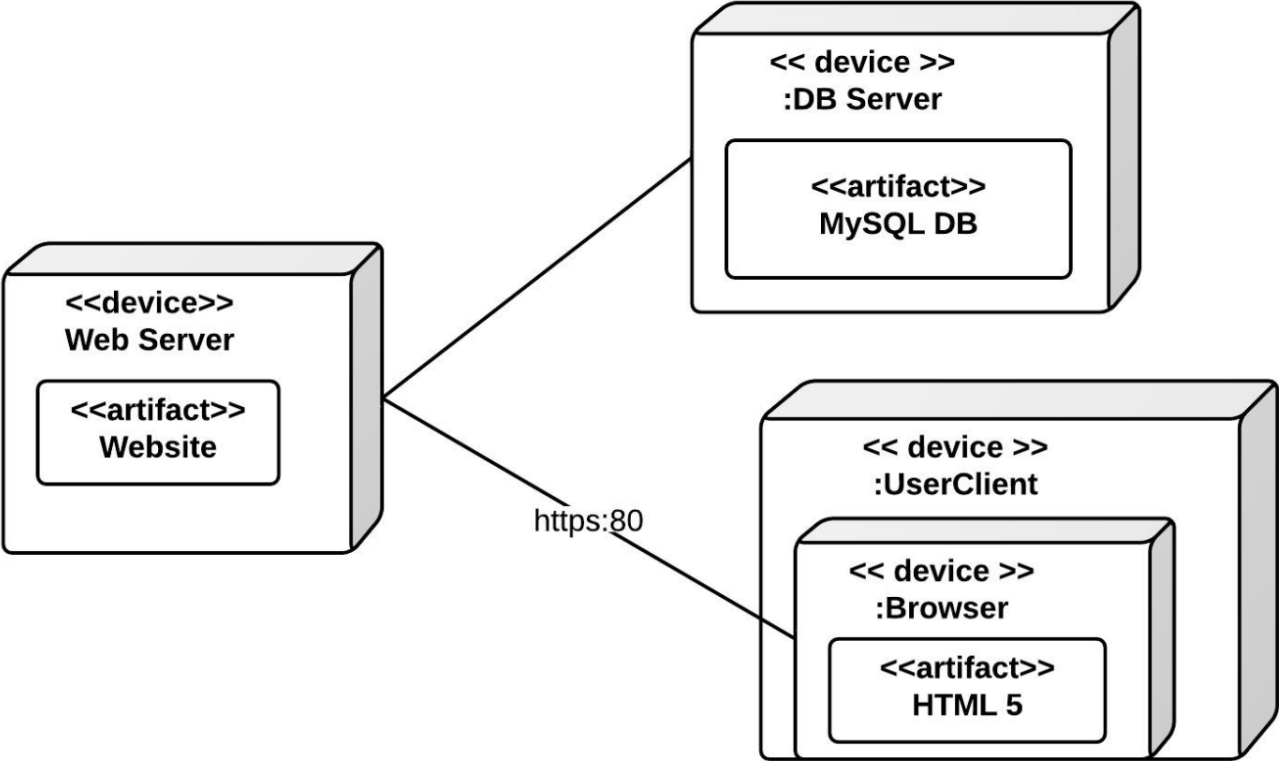 << device >>
:DB Server
<<artifact>>
MySQL DB
<<device>>
Web Server
<<artifact>>
Website
https:80
<< device >>
:UserClient
<< device >>
:Browser
<<artifact>>
HTML 5